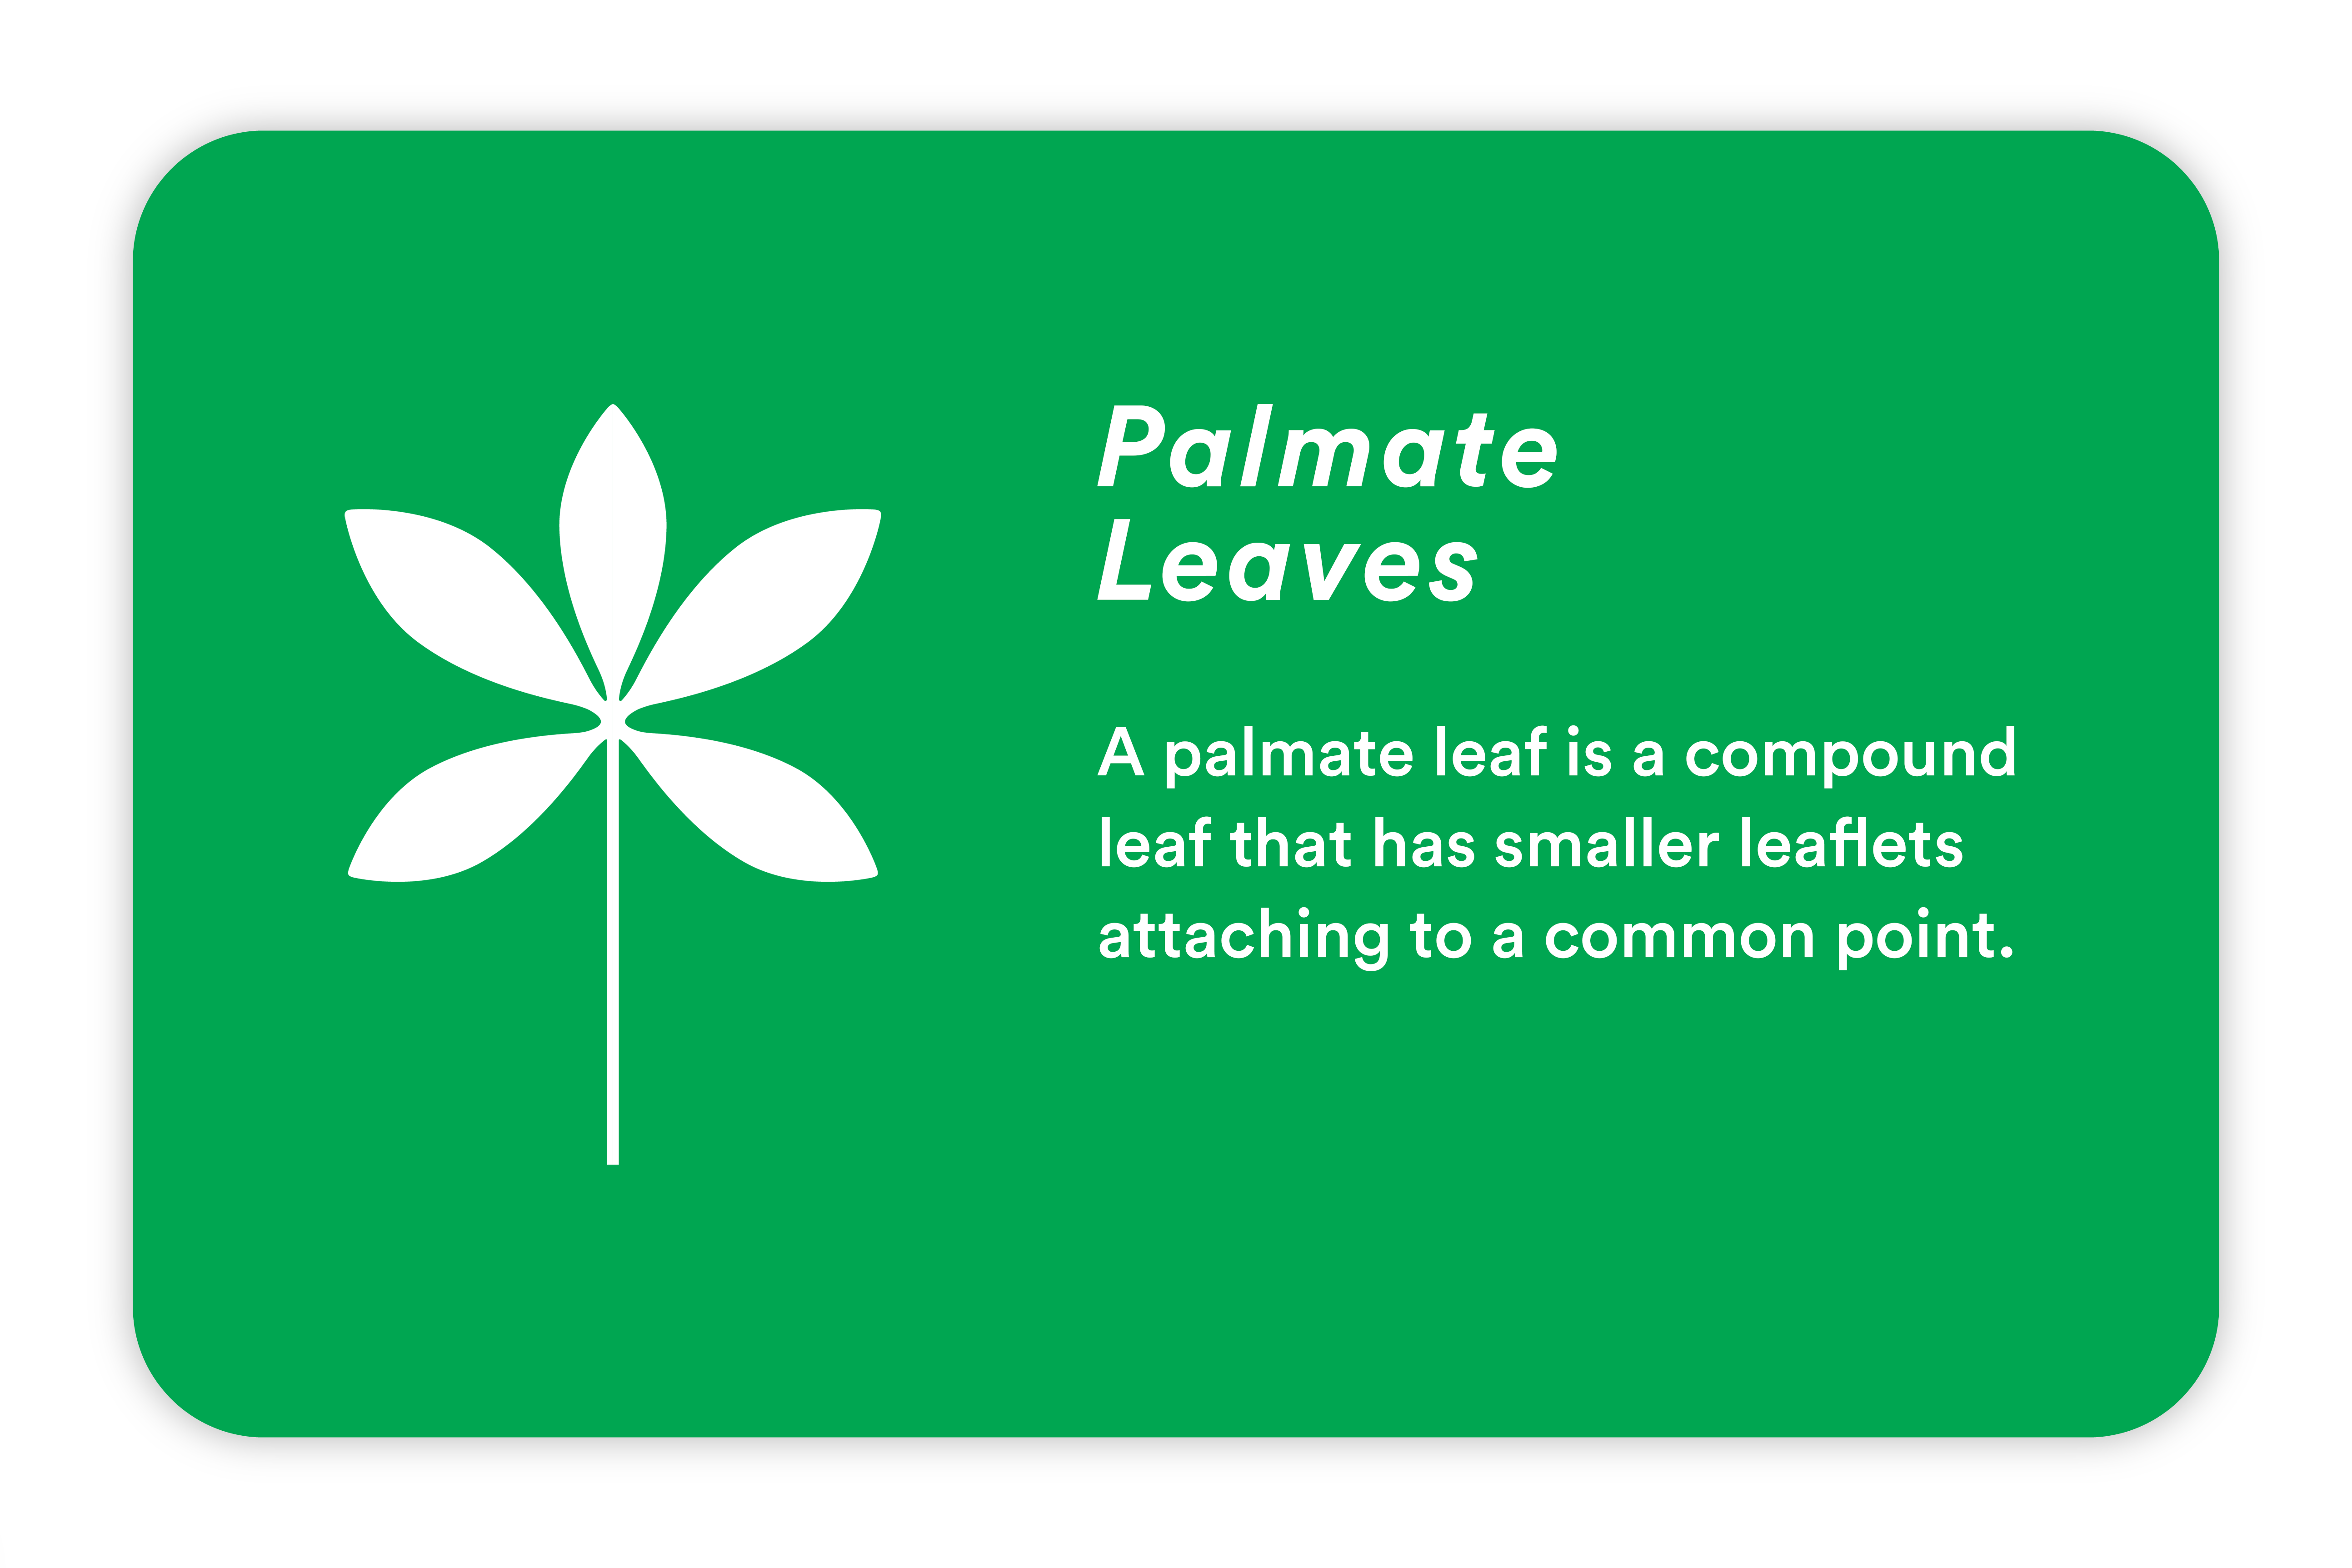 Palmate
Leaves
A palmate leaf is a compound
leaf that has smaller leaflets
attaching to a common point.